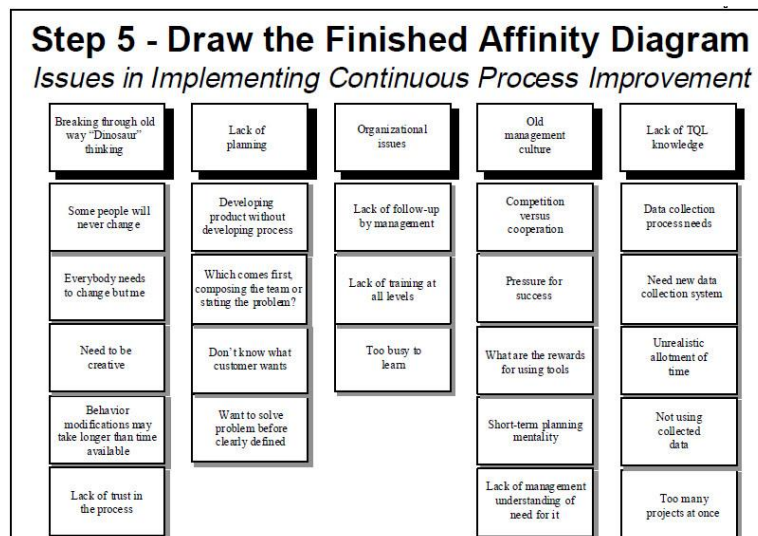 Step 5 - Draw the Finished Affinity Diagram
Issues in Implementing Continuous Process Improvement
Breaking through old
way “Dinosaur”
thinking
Some people will
never change
Everybody needs
to change but me
Need to be
creative
Behavior
modifications may
take longer than time
available
Lack of trust in
the process
Lack of
planning
Developing
product without
developing process
Which comes first,
composing the team or
stating the problem?
Don’t know what
customer wants
Want to solve
problem before
clearly defined
Organizational
issues
Lack of follow-up
by management
Lack of training at
all levels
Too busy to
learn
Old
management
culture
Competition
versus
cooperation
Pressure for
success
What are the rewards
for using tools
Short-term planning
mentality
Lack of management
understanding of
need for it
Lack of TQL
knowledge
Data collection
process needs
Need new data
collection system
Unrealistic
allotment of
time
Not using
collected
data
Too many
projects at once